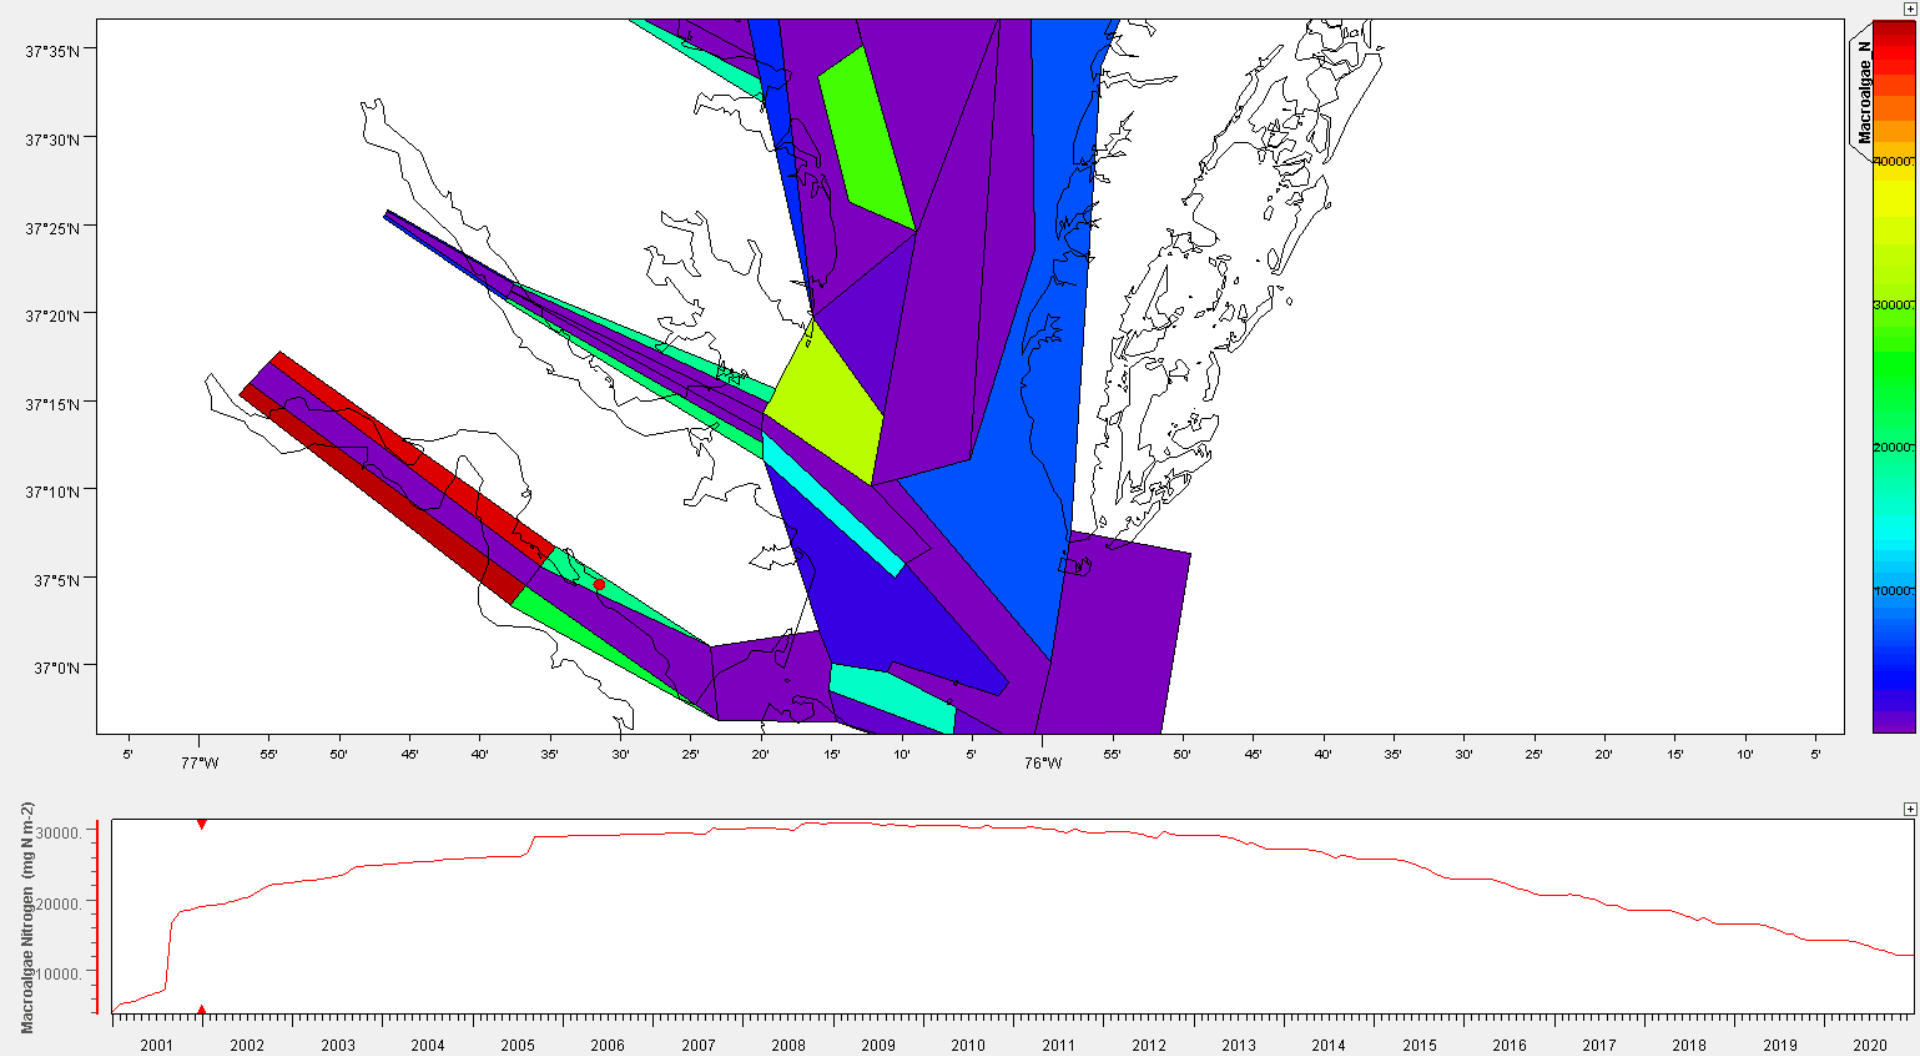 37°35'N
37°30'N
37°25'N
37°20'N
37°15'N
37°10'N
37°5'N
37°0'N
5' 77°W 55' 50' 45' 40' 35' 30' 25' 20' 15' 10' 5' 76°W 55' 50' 45' 40' 35' 30' 25' 20' 15' 10' 5'
Macroalgae_N
40000
30000
20000
10000
Macroalgae Nitrogen (mg N m-2)
30000.
20000.
10000.
2001 2002 2003 2004 2005 2006 2007 2008 2009 2010 2011 2012 2013 2014 2015 2016 2017 2018 2019 2020